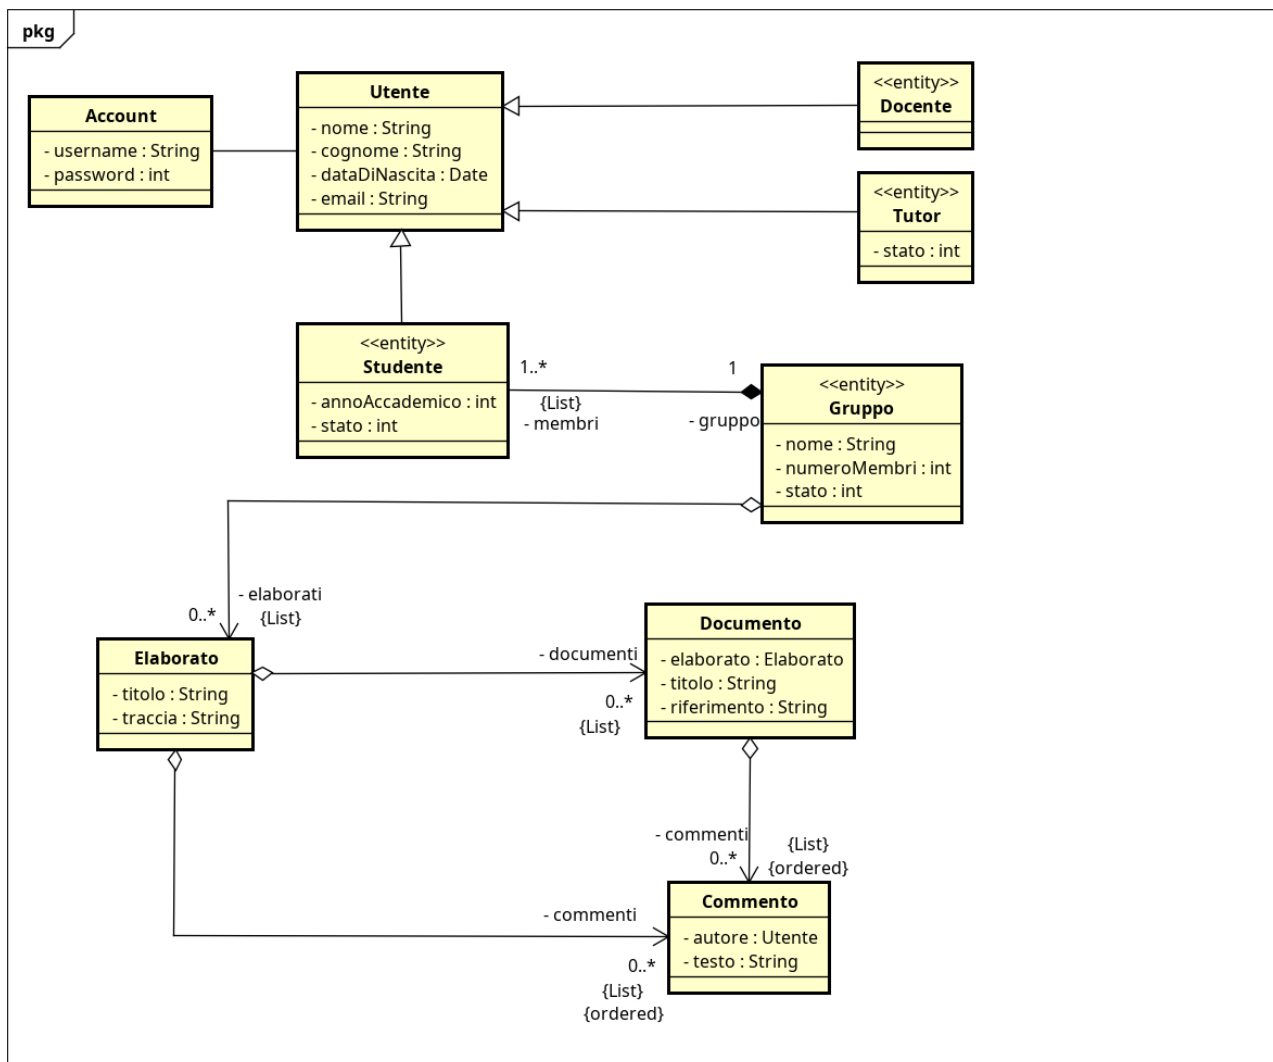 pkg
Account
- username : String
- password : int
Utente
- nome : String
- cognome : String
- dataDiNascita : Date
- email : String
<<entity>>
Docente
<<entity>>
Tutor
- stato : int
<<entity>>
Studente
- annoAccademico : int
- stato : int
1..*
{List}
- membri
1
- gruppo
<<entity>>
Gruppo
- nome : String
- numeroMembri : int
- stato : int
- elaborati
0..*
{List}
Elaborato
- titolo : String
- traccia : String
- documenti
0..*
{List}
Documento
- elaborato : Elaborato
- titolo : String
- riferimento : String
- commenti
0..*
{List}
{ordered}
Commento
- autore : Utente
- testo : String
- commenti
0..*
{List}
{ordered}